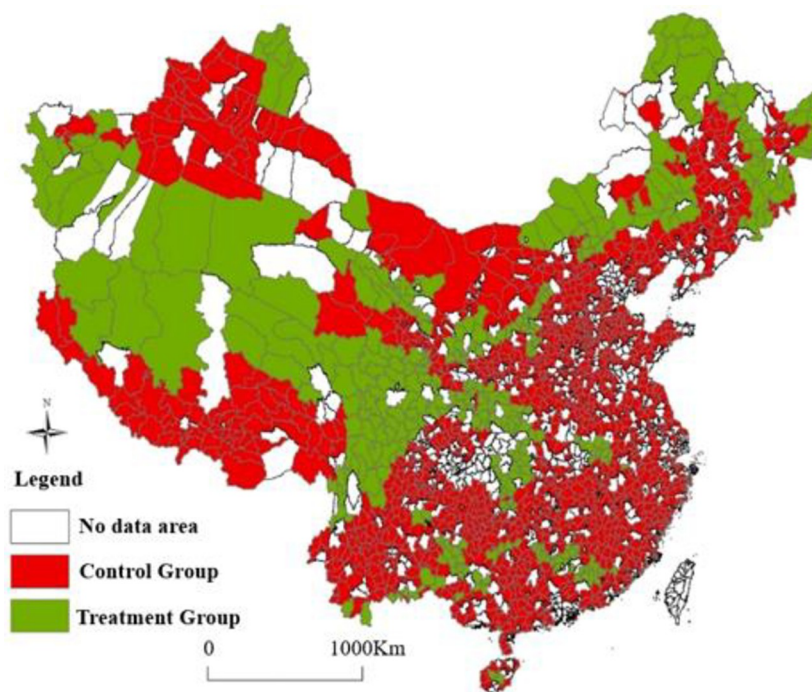 N
Legend
No data area
Control Group
Treatment Group
0 1000Km